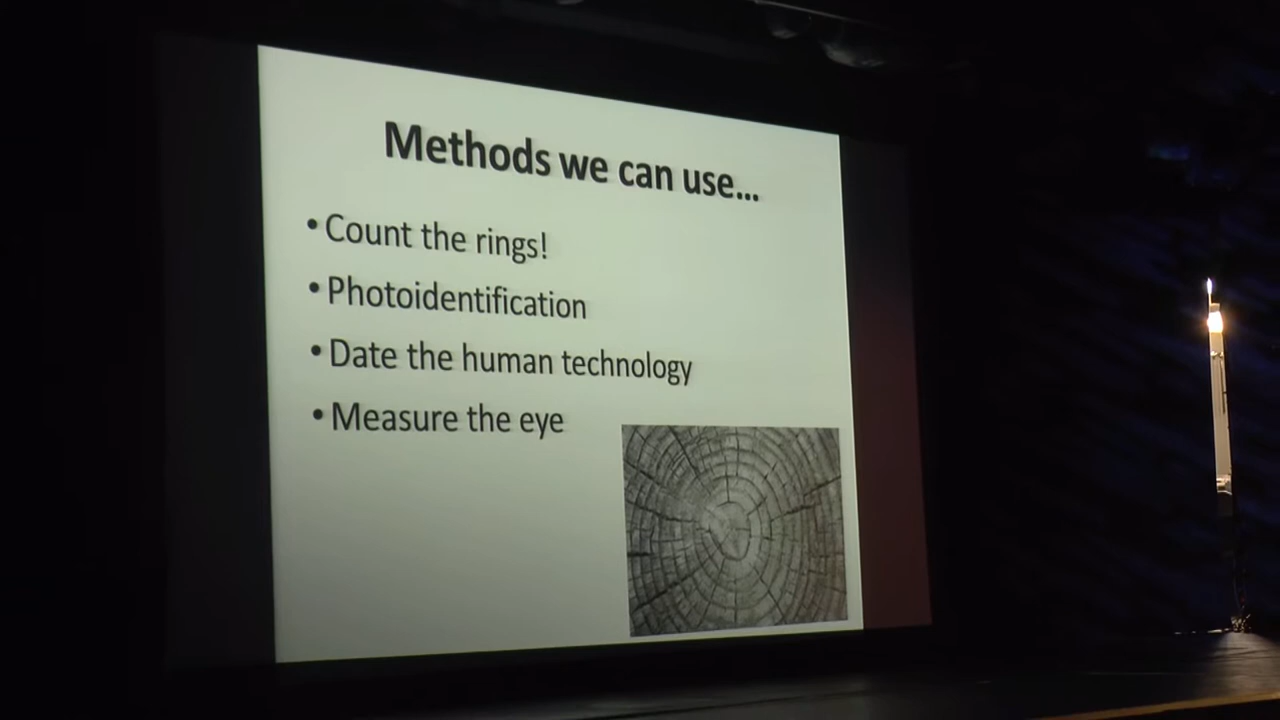 Methods we can use...
• Count the rings!
• Photoidentification
• Date the human technology
• Measure the eye